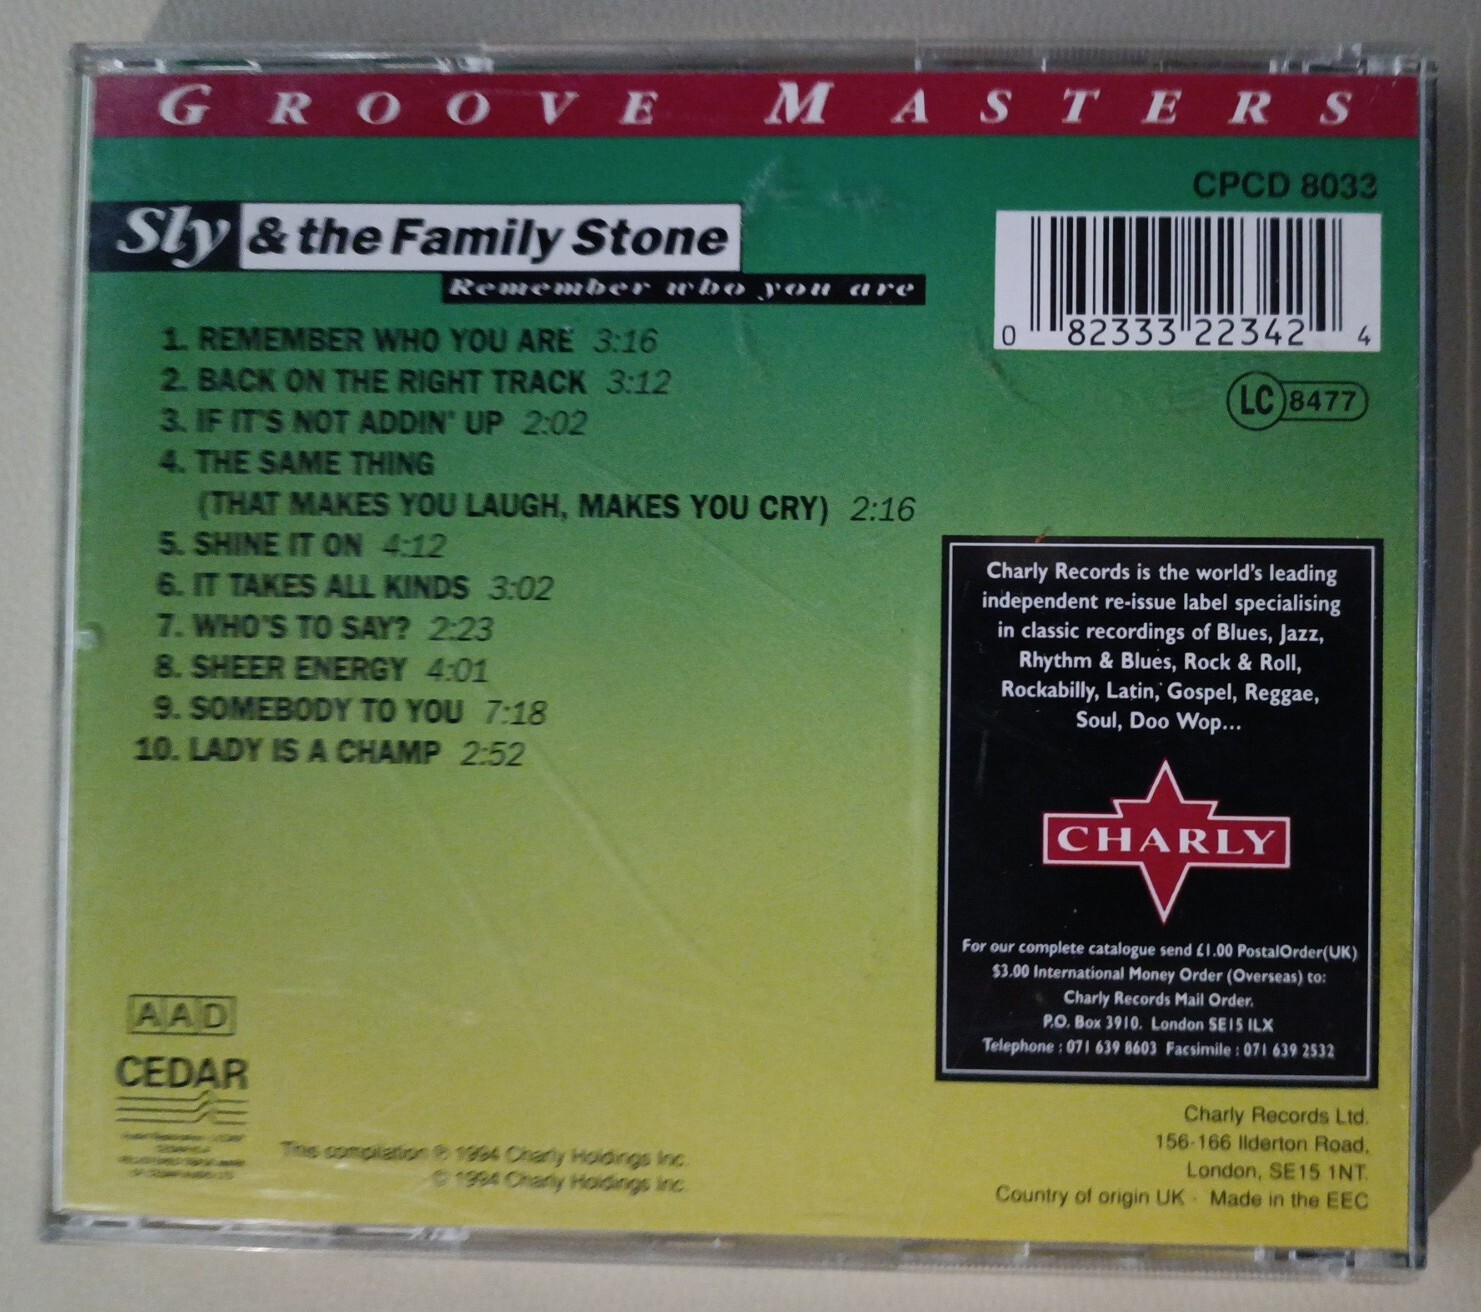 GROOVE MASTERS
CPCD 8033
Sly & the Family Stone
Remember who you are
0 82333 22342 4
LC 8477
1. REMEMBER WHO YOU ARE 3:16
2. BACK ON THE RIGHT TRACK 3:12
3. IF IT'S NOT ADDIN' UP 2:02
4. THE SAME THING
(THAT MAKES YOU LAUGH, MAKES YOU CRY) 2:16
5. SHINE IT ON 4:12
6. IT TAKES ALL KINDS 3:02
7. WHO'S TO SAY? 2:23
8. SHEER ENERGY 4:01
9. SOMEBODY TO YOU 7:18
10. LADY IS A CHAMP 2:52
Charly Records is the world's leading
independent re-issue label specialising
in classic recordings of Blues, Jazz,
Rhythm & Blues, Rock & Roll,
Rockabilly, Latin, Gospel, Reggae,
Soul, Doo Wop...
CHARLY
For our complete catalogue send £1.00 PostalOrder(UK)
$3.00 International Money Order (Overseas) to:
Charly Records Mail Order.
P.O. Box 3910. London SE15 1LX
Telephone : 071 639 8603 Facsimile : 071 639 2532
AAD
CEDAR
This compilation ℗ 1994 Charly Holdings Inc.
© 1994 Charly Holdings Inc.
Charly Records Ltd.
156-166 Ilderton Road,
London, SE15 1NT.
Country of origin UK · Made in the EEC